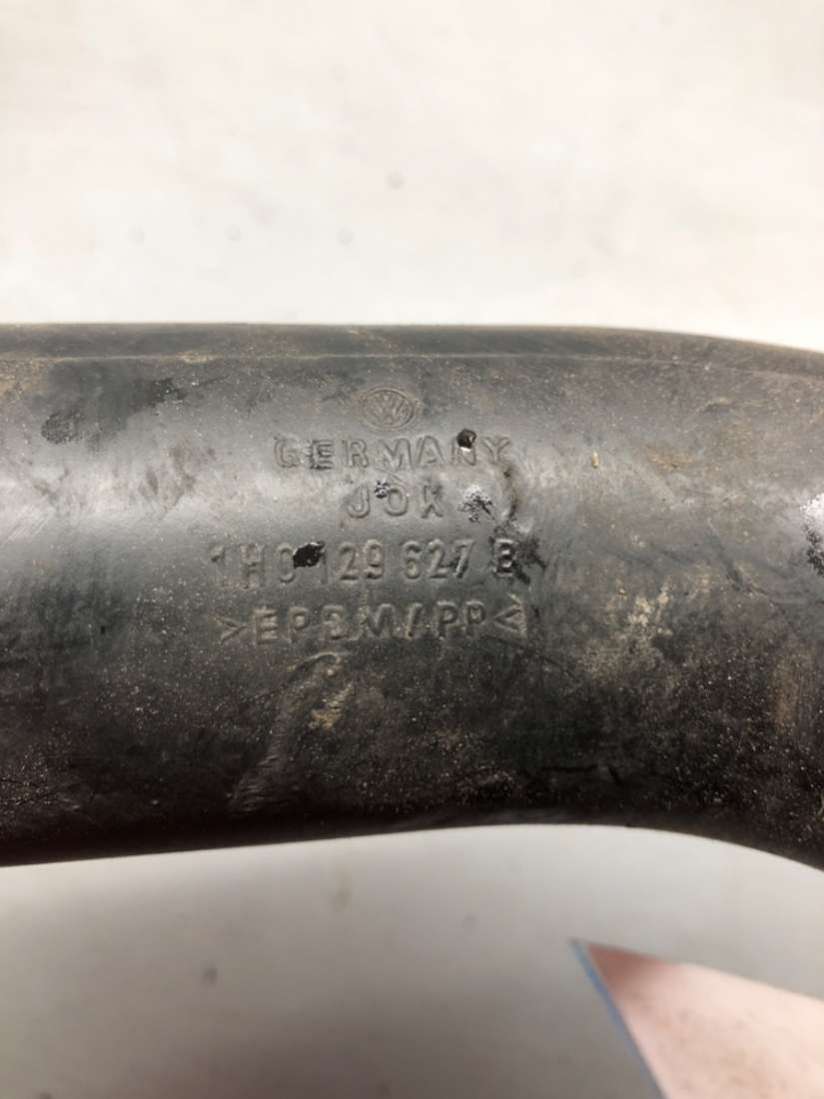 GERMANY
JOK
1H0 129 627 B
>EPDM/PP<